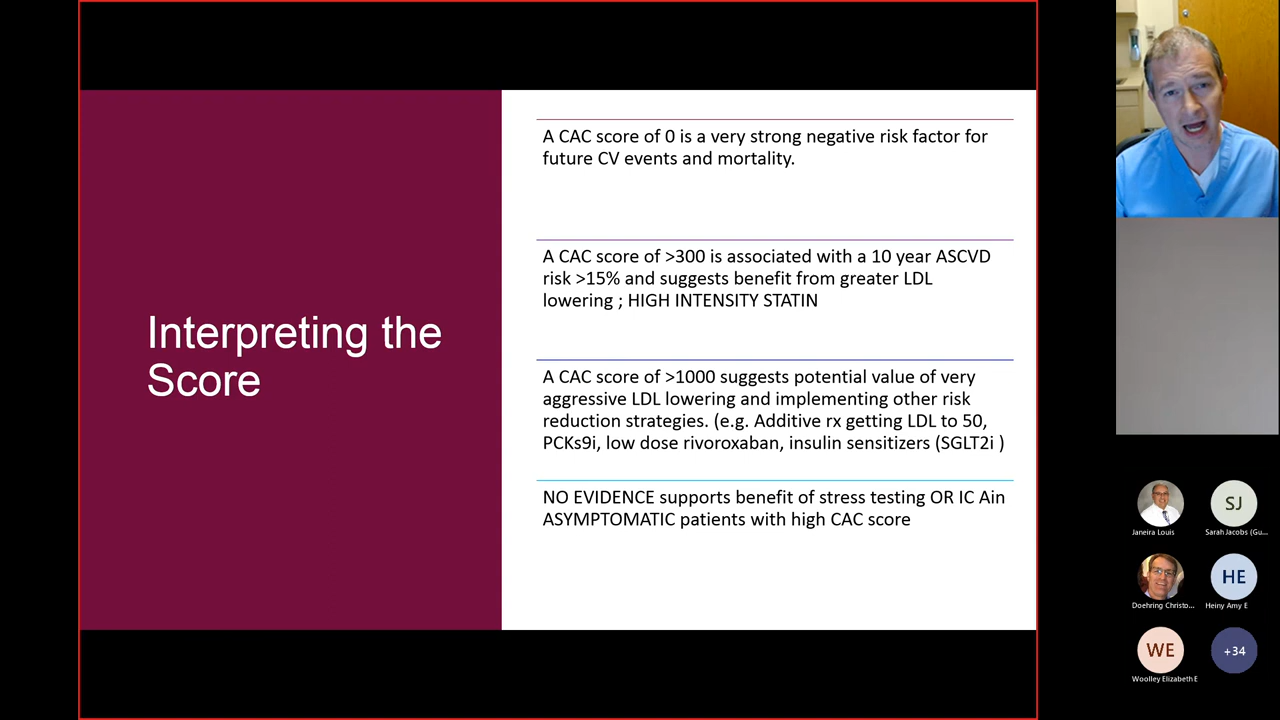 Interpreting the
Score
A CAC score of 0 is a very strong negative risk factor for
future CV events and mortality.
A CAC score of >300 is associated with a 10 year ASCVD
risk >15% and suggests benefit from greater LDL
lowering ; HIGH INTENSITY STATIN
A CAC score of >1000 suggests potential value of very
aggressive LDL lowering and implementing other risk
reduction strategies. (e.g. Additive rx getting LDL to 50,
PCKs9i, low dose rivoroxaban, insulin sensitizers (SGLT2i )
NO EVIDENCE supports benefit of stress testing OR IC Ain
ASYMPTOMATIC patients with high CAC score
SJ
Janeira Louis
Sarah Jacobs (Gu...
HE
Doehring Christo...
Heiny Amy E
WE
+34
Woolley Elizabeth E